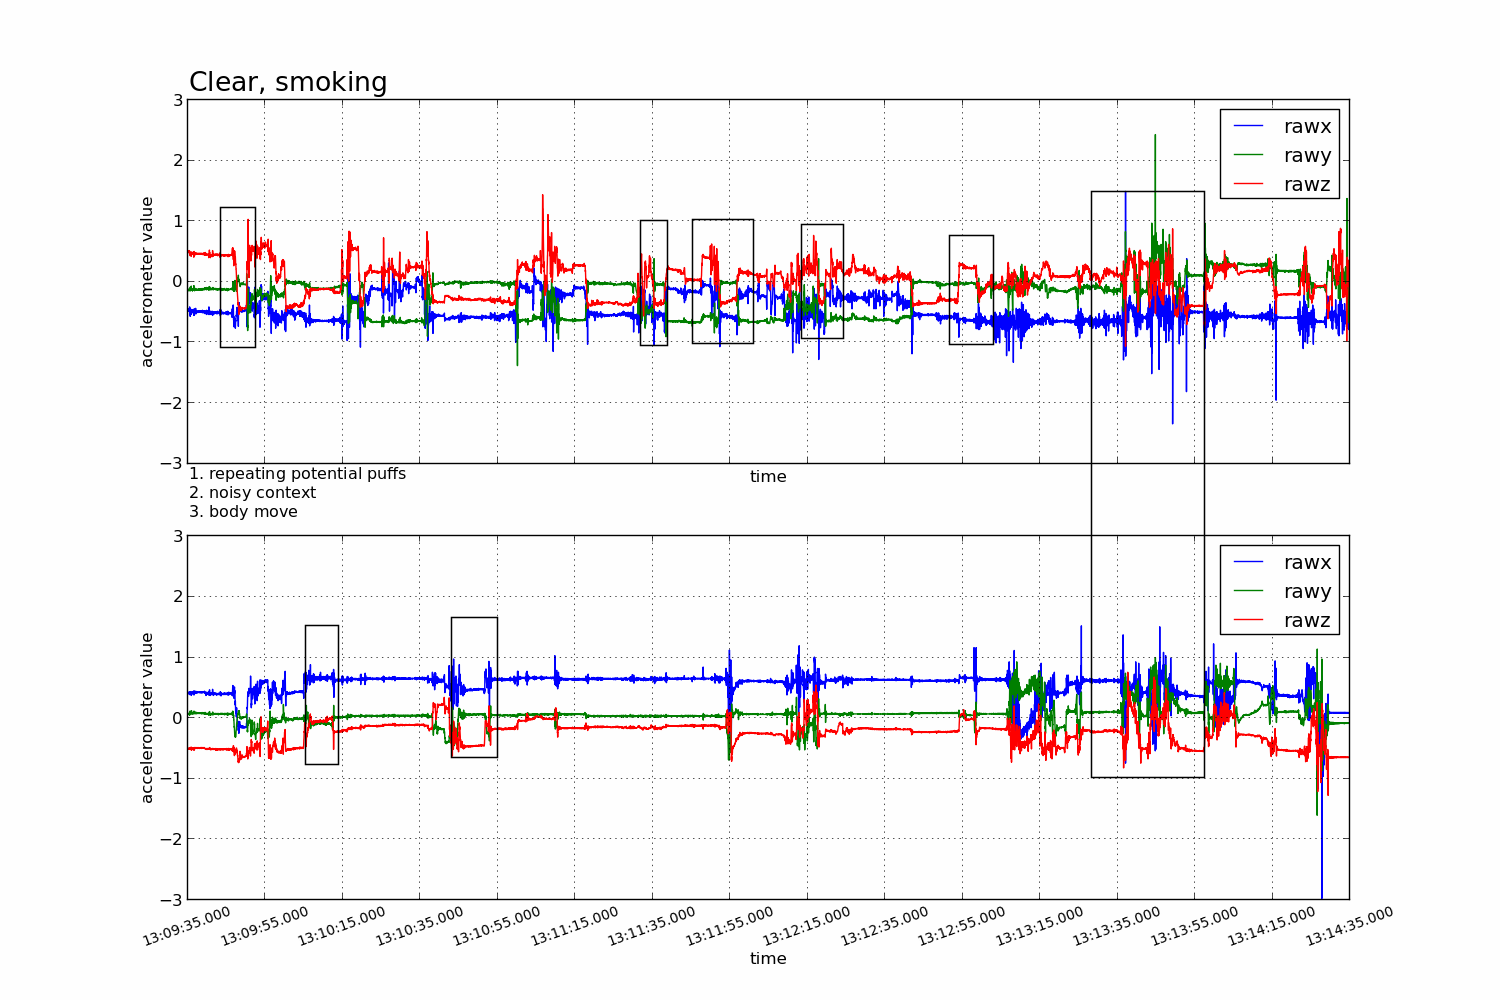 Clear, smoking
3
2
1
0
−1
−2
−3
accelerometer value
rawx
rawy
rawz
time
1. repeating potential puffs
2. noisy context
3. body move
3
2
1
0
−1
−2
−3
accelerometer value
rawx
rawy
rawz
13:09:35.000 13:09:55.000 13:10:15.000 13:10:35.000 13:10:55.000 13:11:15.000 13:11:35.000 13:11:55.000 13:12:15.000 13:12:35.000 13:12:55.000 13:13:15.000 13:13:35.000 13:13:55.000 13:14:15.000 13:14:35.000
time